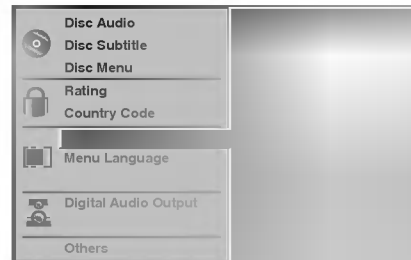 Disc Audio
Disc Subtitle
Disc Menu
Rating
Country Code
Menu Language
Digital Audio Output
Others